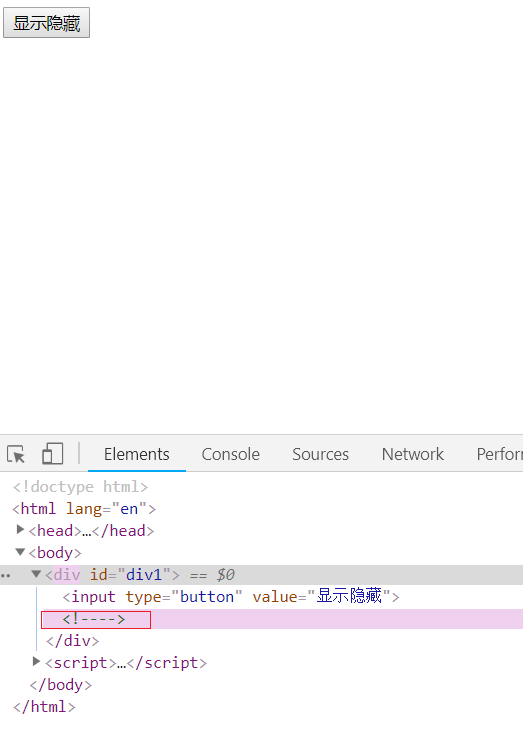 显示隐藏
Elements Console Sources Network Perforr
<!doctype html>
<html lang="en">
<head>…</head>
<body>
<div id="div1"> == $0
<input type="button" value="显示隐藏">
<!---->
</div>
<script>…</script>
</body>
</html>